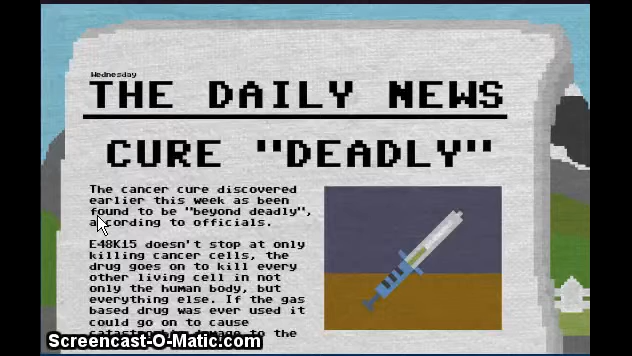 Wednesday
THE DAILY NEWS
CURE "DEADLY"
The cancer cure discovered
earlier this week as been
found to be "beyond deadly",
according to officials.
E48K15 doesn't stop at only
killing cancer cells, the
drug goes on to kill every
other living cell in not
only the human body, but
everything else. If the gas
based drug was ever used it
could go on to cause
catastrophic damage to the
Screencast-O-Matic.com